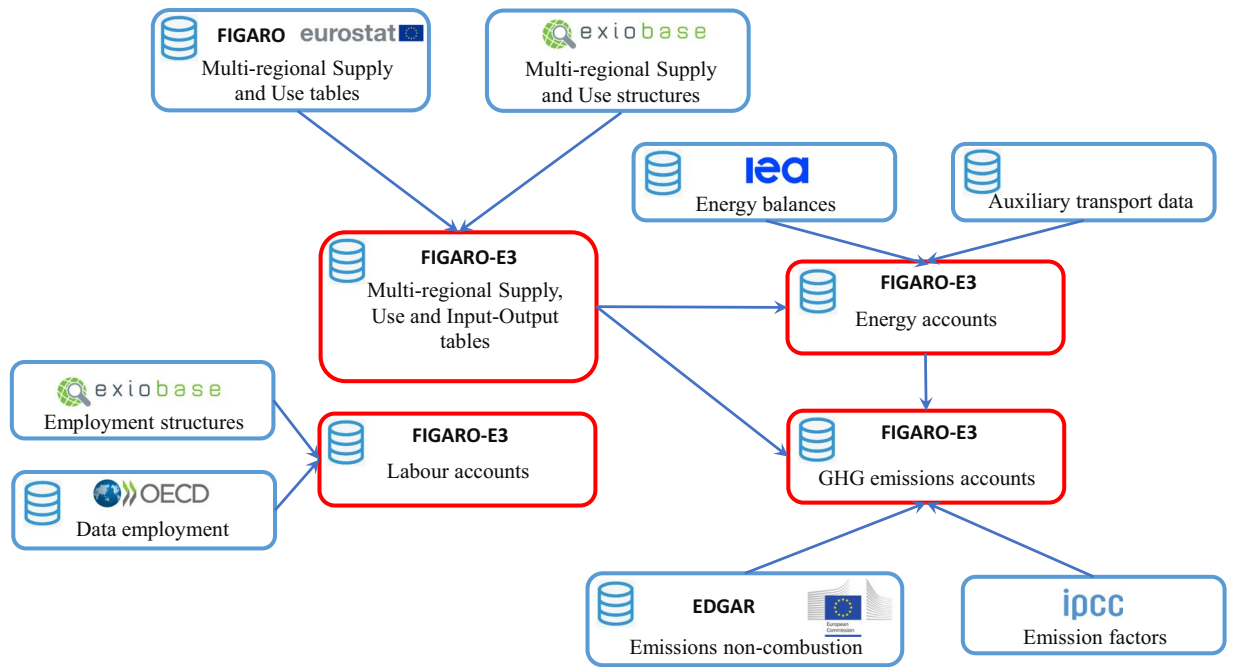 FIGARO eurostat
Multi-regional Supply
and Use tables
exiobase
Multi-regional Supply
and Use structures
iea
Energy balances
Auxiliary transport data
FIGARO-E3
Multi-regional Supply,
Use and Input-Output
tables
FIGARO-E3
Energy accounts
exiobase
Employment structures
FIGARO-E3
Labour accounts
FIGARO-E3
GHG emissions accounts
OECD
Data employment
EDGAR
European
Commission
Emissions non-combustion
ipcc
Emission factors